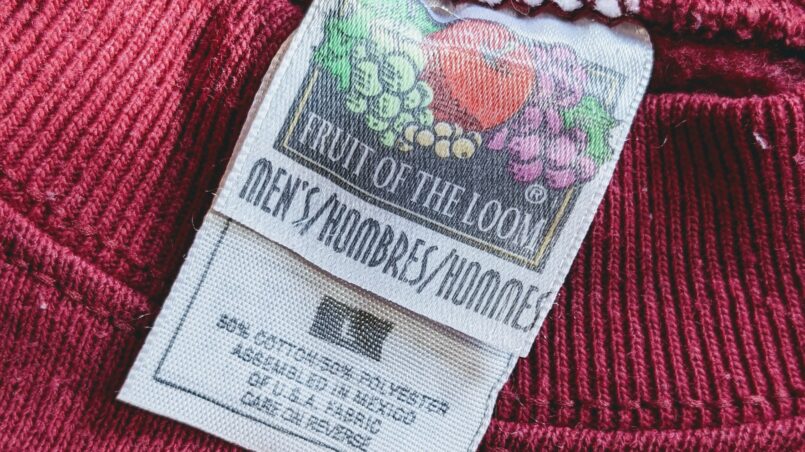 FRUIT OF THE LOOM ®
MEN'S/HOMBRES/HOMMES
L
50% COTTON/50% POLYESTER
ASSEMBLED IN MEXICO
OF U.S.A. FABRIC
CARE ON REVERSE